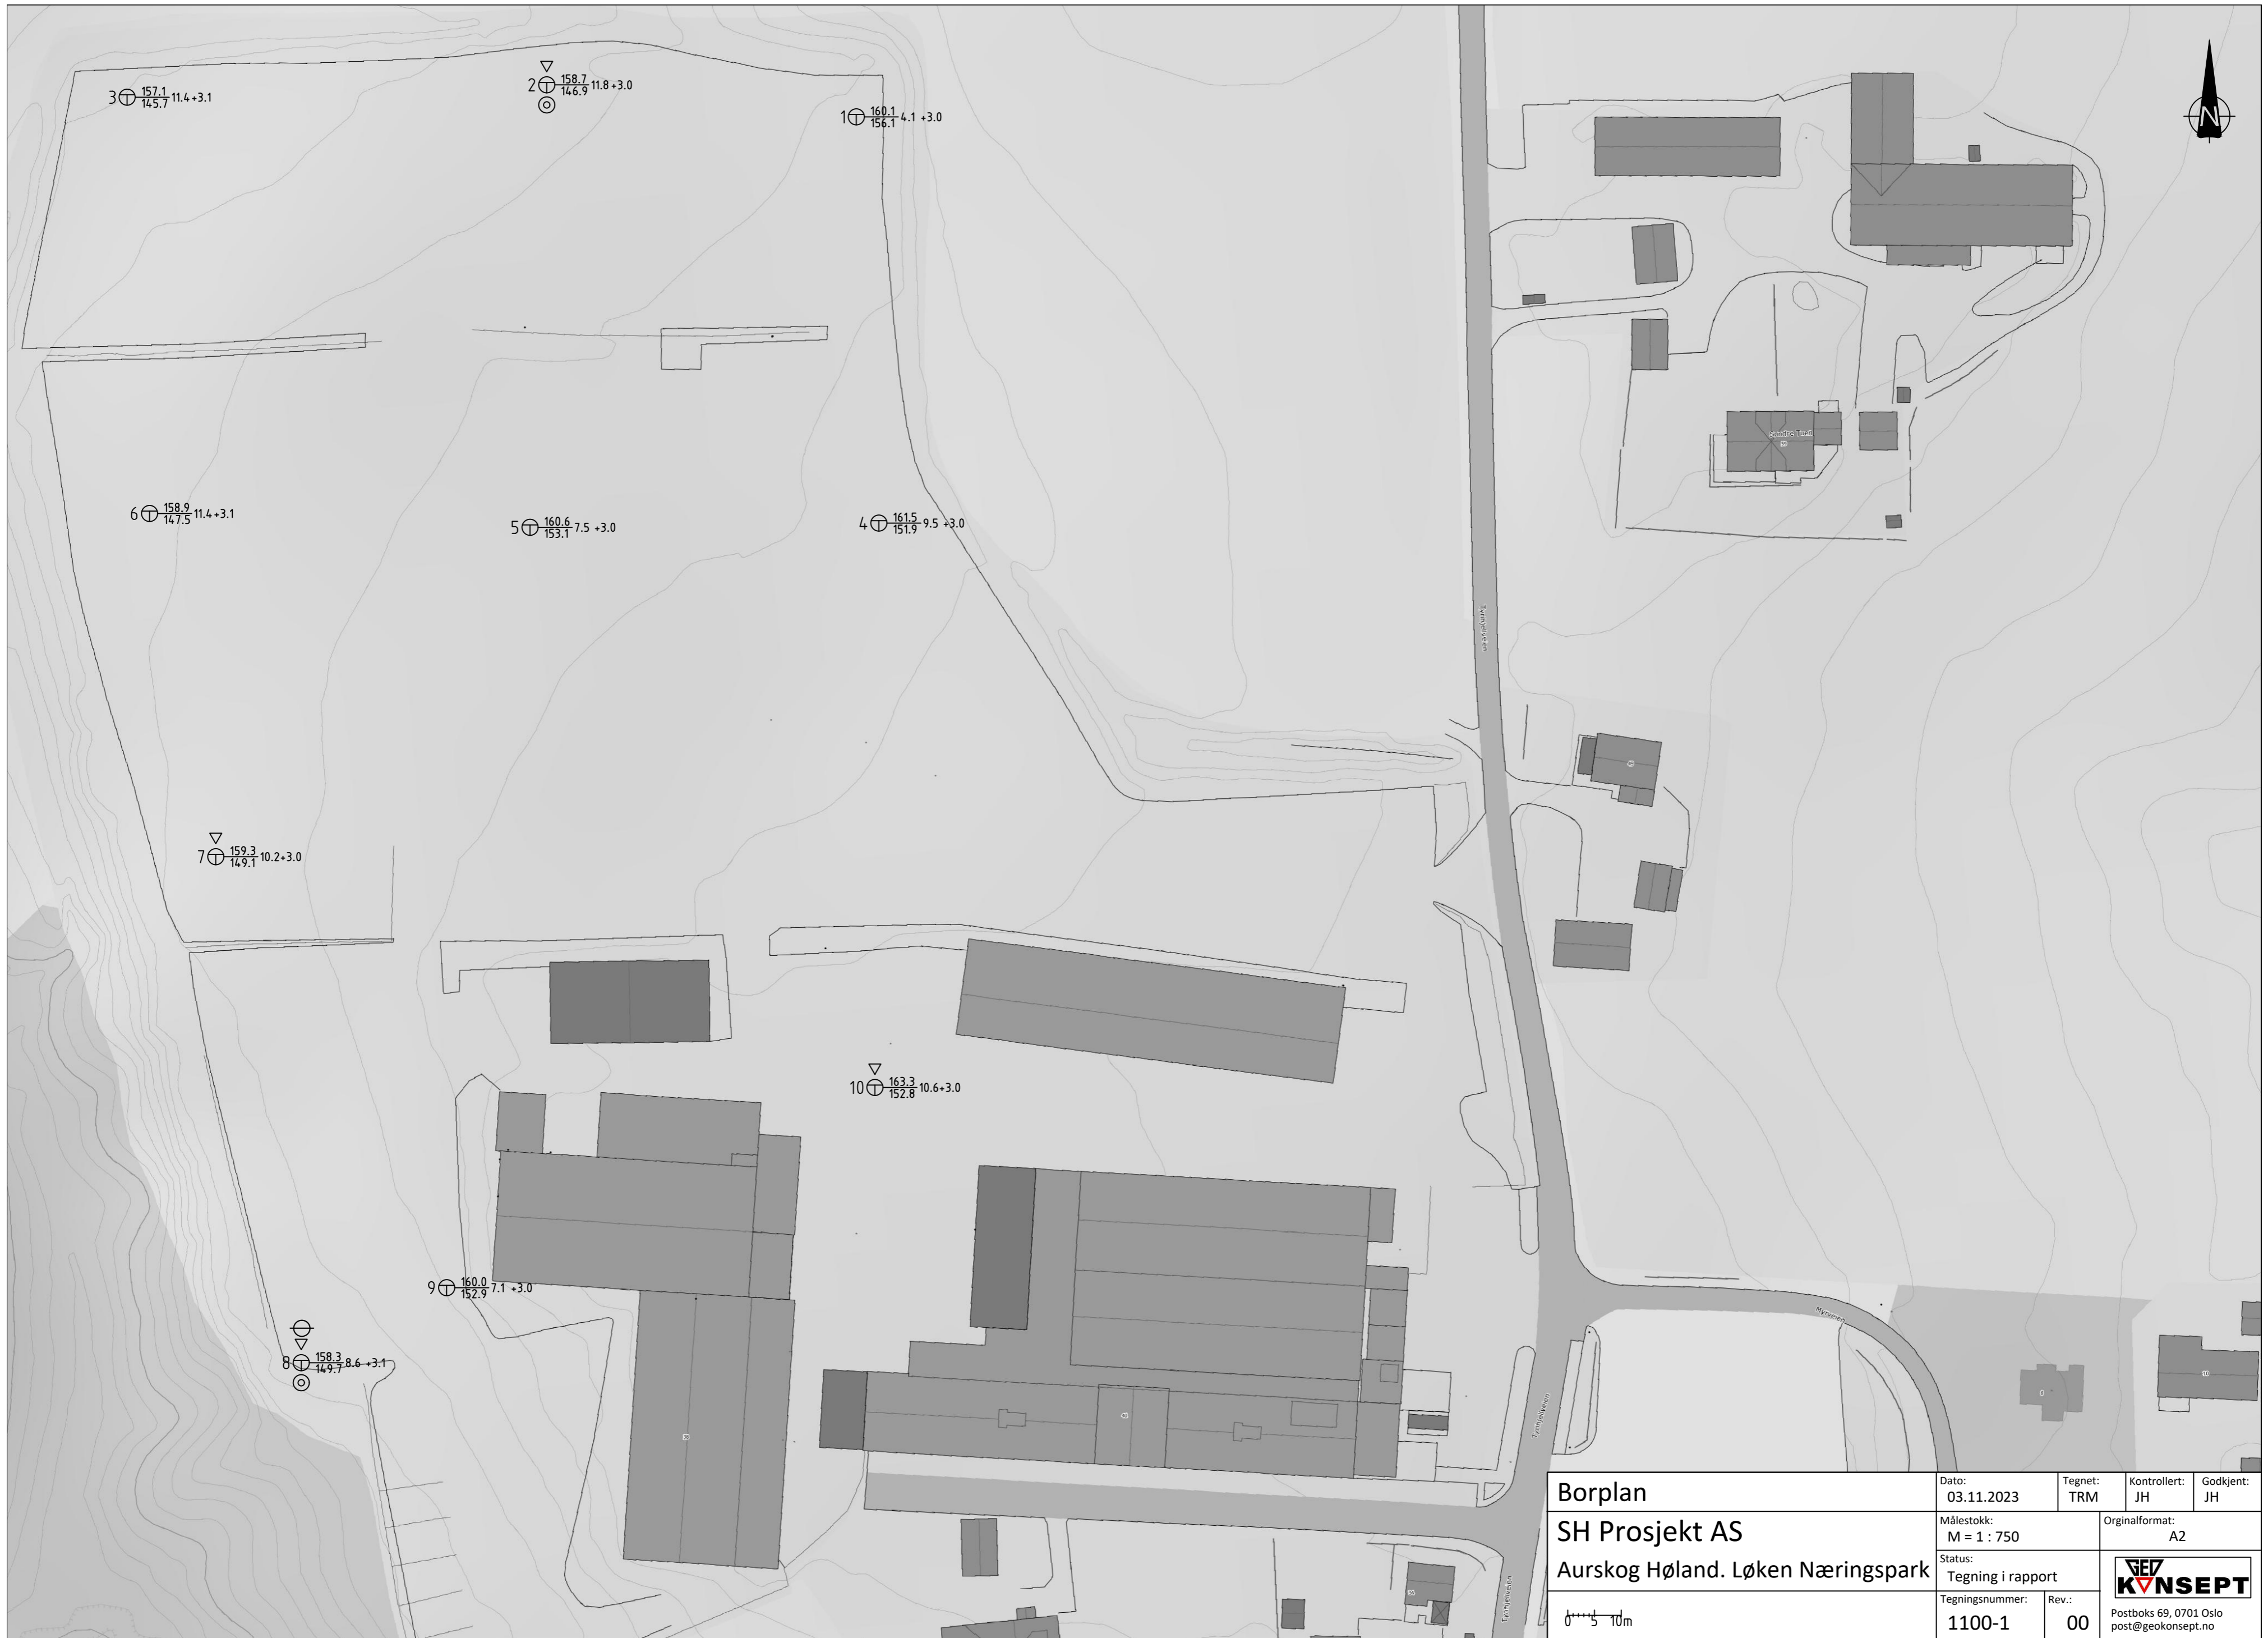 3 157.1 11.4+3.1
145.7
2 158.7 11.8+3.0
146.9
1 160.1 4.1 +3.0
156.1
N
Søndre Tuen
6 158.9 11.4+3.1
147.5
5 160.6 7.5 +3.0
153.1
4 161.5 9.5 +3.0
151.9
Tyrihjelveien
7 159.3 10.2+3.0
149.1
10 163.3 10.6+3.0
152.8
9 160.0 7.1 +3.0
152.9
8 158.3 8.6 +3.1
149.7
Myrveien
10
Tyrihjelveien
Tyrihjelveien
Borplan
SH Prosjekt AS
Aurskog Høland. Løken Næringspark
0 5 10m
Dato:
03.11.2023
Tegnet:
TRM
Kontrollert:
JH
Godkjent:
JH
Målestokk:
M = 1 : 750
Orginalformat:
A2
Status:
Tegning i rapport
Tegningsnummer:
1100-1
Rev.:
00
GEO
KONSEPT
Postboks 69, 0701 Oslo
post@geokonsept.no